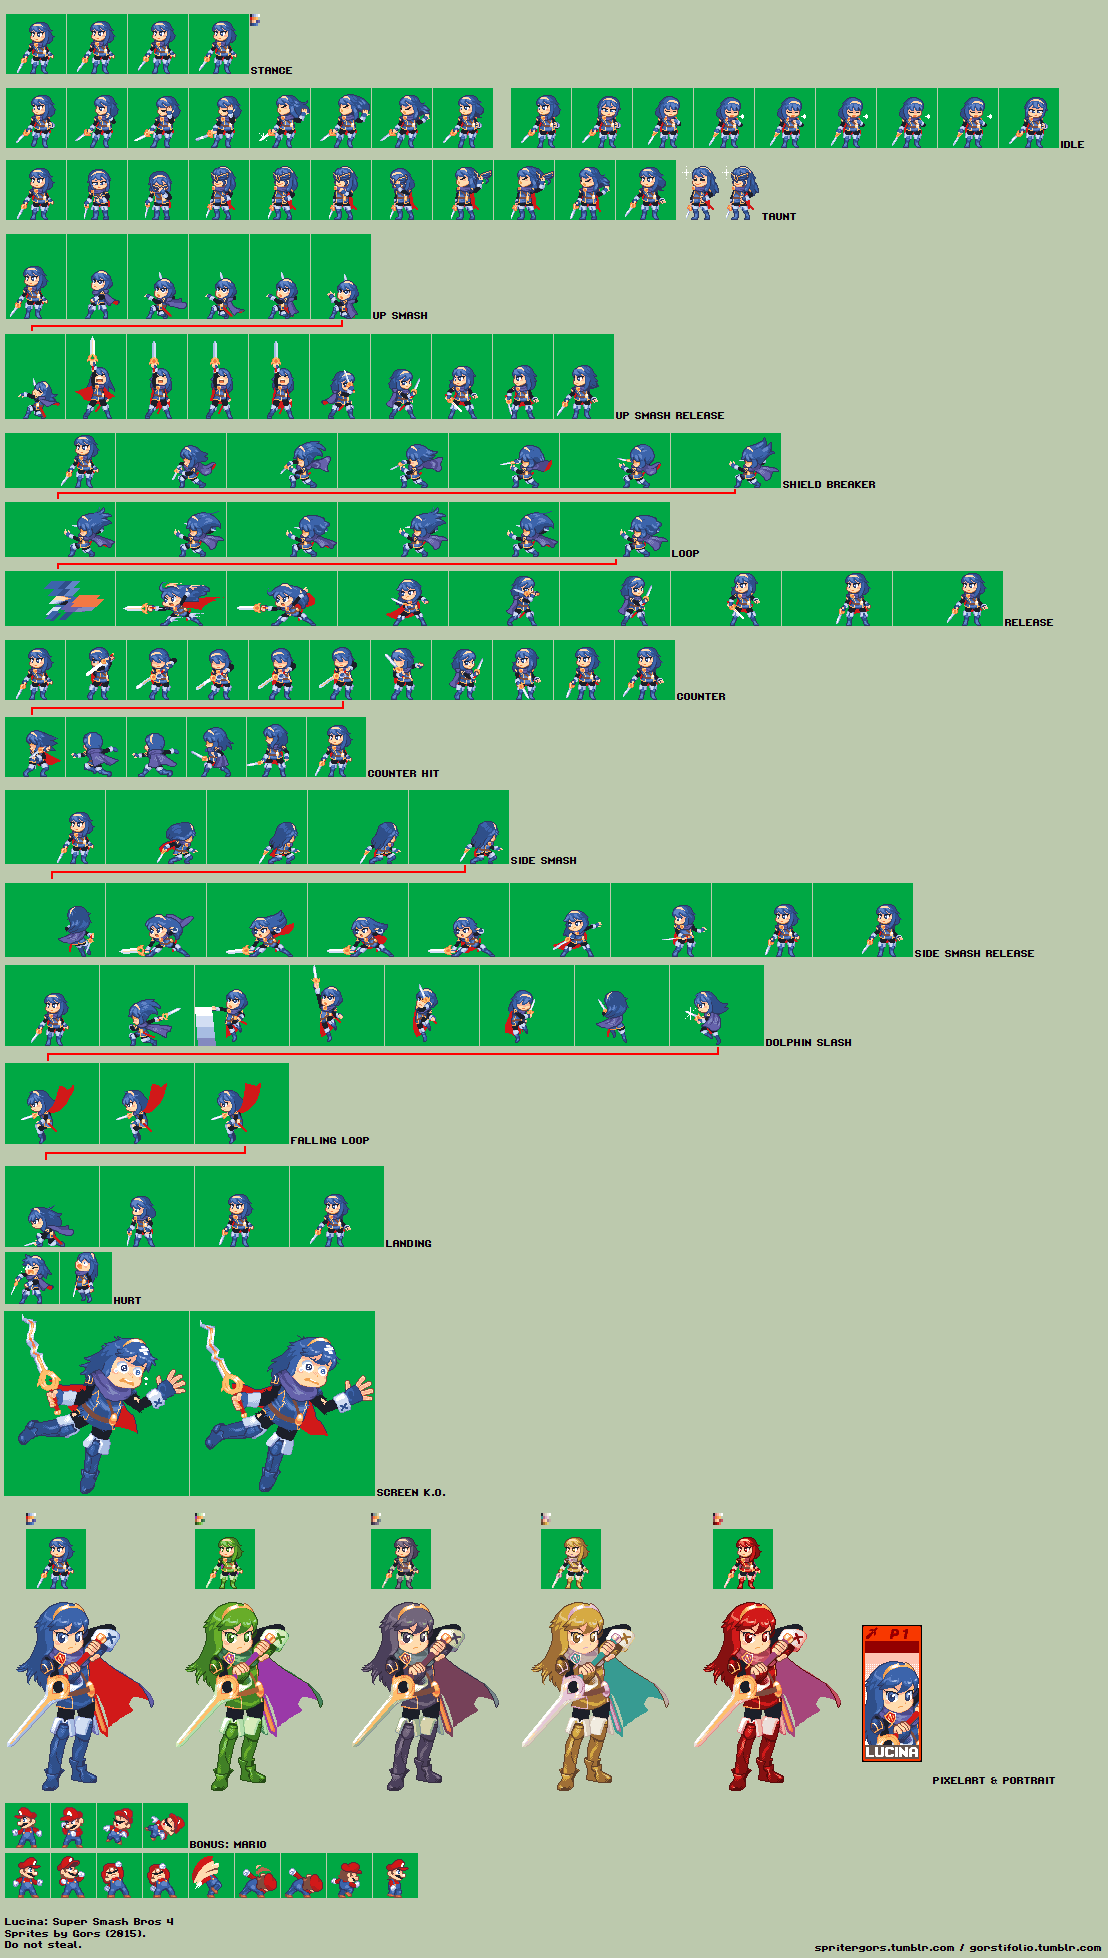 STANCE
IDLE
TAUNT
UP SMASH
UP SMASH RELEASE
SHIELD BREAKER
LOOP
RELEASE
COUNTER
COUNTER HIT
SIDE SMASH
SIDE SMASH RELEASE
DOLPHIN SLASH
FALLING LOOP
LANDING
HURT
SCREEN K.O.
P1
LUCINA
PIXELART & PORTRAIT
BONUS: MARIO
Lucina: Super Smash Bros 4
Sprites by Gors (2015).
Do not steal.
spritergors.tumblr.com / gorstifolio.tumblr.com